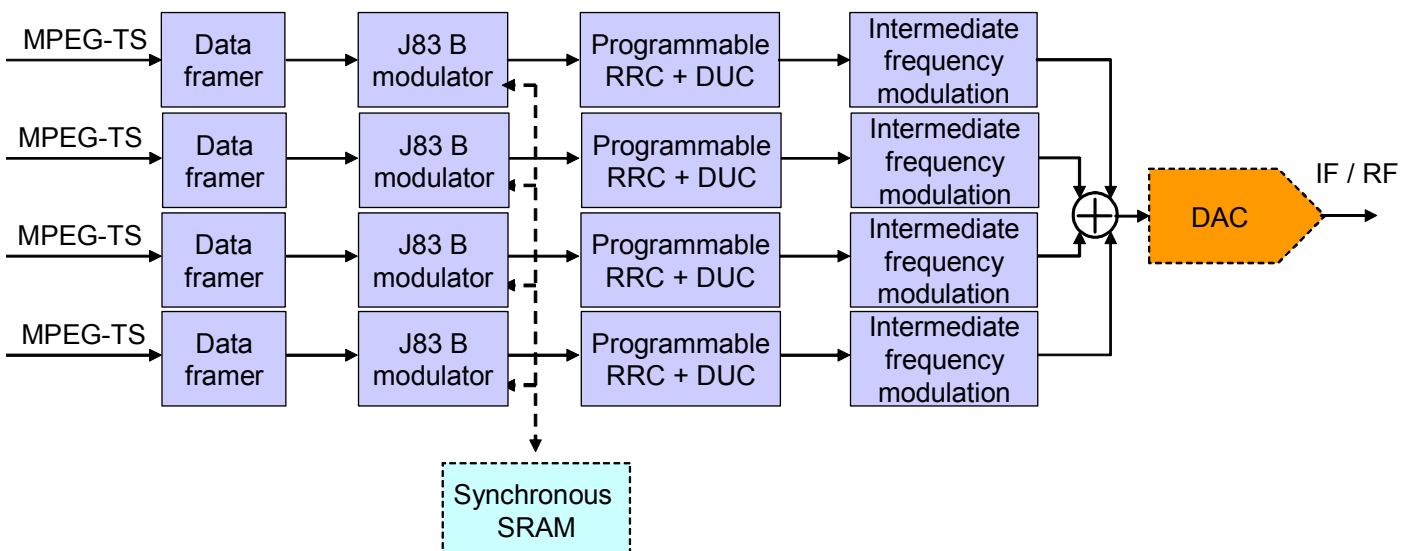 MPEG-TS
Data
framer
J83 B
modulator
Programmable
RRC + DUC
Intermediate
frequency
modulation
MPEG-TS
Data
framer
J83 B
modulator
Programmable
RRC + DUC
Intermediate
frequency
modulation
MPEG-TS
Data
framer
J83 B
modulator
Programmable
RRC + DUC
Intermediate
frequency
modulation
MPEG-TS
Data
framer
J83 B
modulator
Programmable
RRC + DUC
Intermediate
frequency
modulation
DAC
IF / RF
Synchronous
SRAM